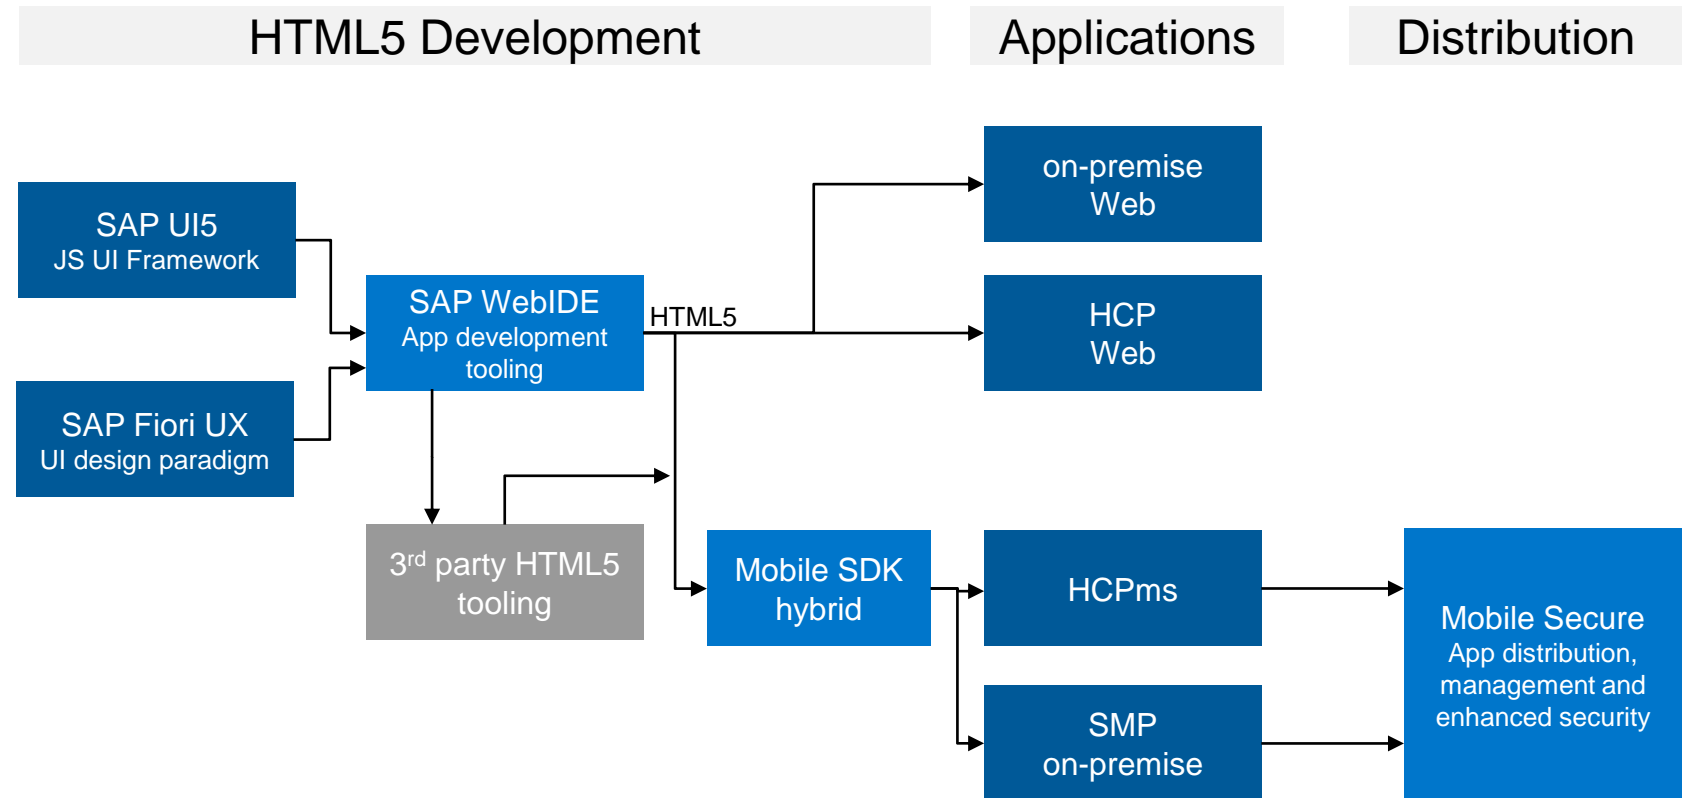 HTML5 Development
Applications
Distribution
SAP UI5
JS UI Framework
SAP Fiori UX
UI design paradigm
SAP WebIDE
App development
tooling
HTML5
3rd party HTML5
tooling
Mobile SDK
hybrid
on-premise
Web
HCP
Web
HCPms
SMP
on-premise
Mobile Secure
App distribution,
management and
enhanced security